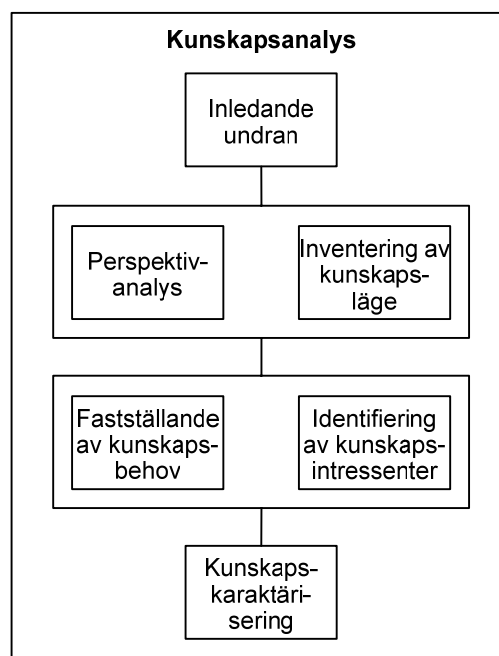 Kunskapsanalys
Inledande
undran
Perspektiv-
analys
Inventering av
kunskaps-
läge
Fastställande
av kunskaps-
behov
Identifiering
av kunskaps-
intressenter
Kunskaps-
karaktäri-
sering